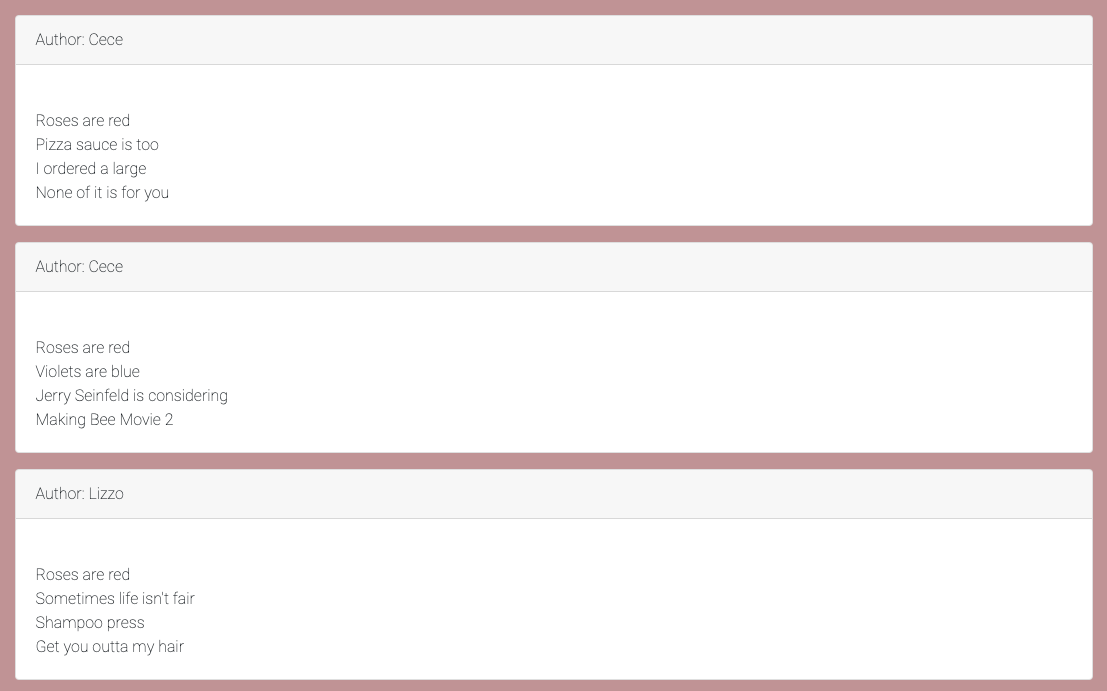 Author: Cece
Roses are red
Pizza sauce is too
I ordered a large
None of it is for you
Author: Cece
Roses are red
Violets are blue
Jerry Seinfeld is considering
Making Bee Movie 2
Author: Lizzo
Roses are red
Sometimes life isn't fair
Shampoo press
Get you outta my hair